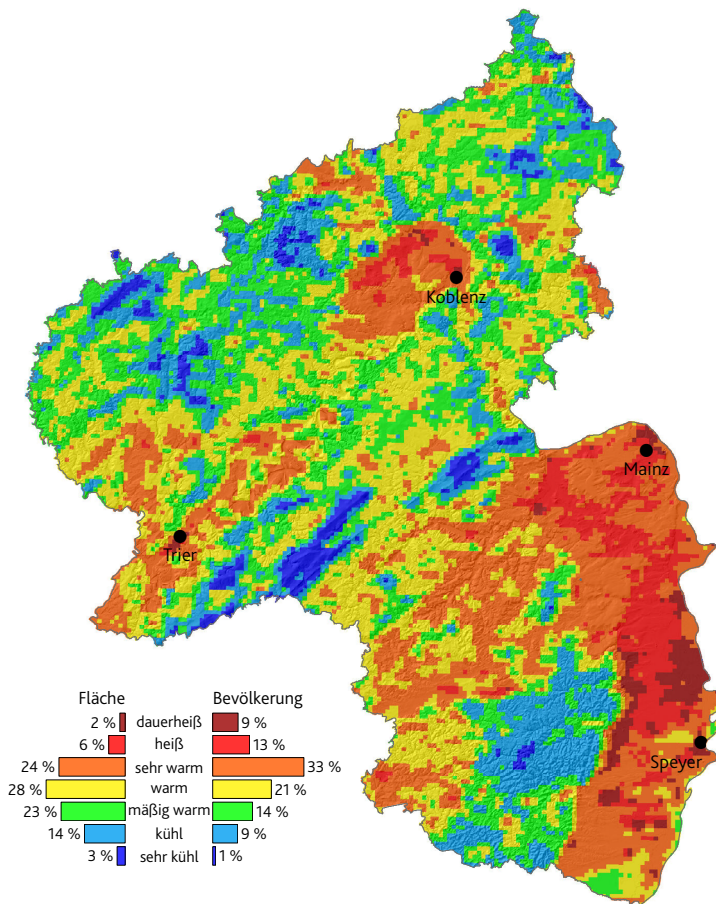 Koblenz
Mainz
Trier
Speyer
Fläche Bevölkerung
2 % dauerheiß 9 %
6 % heiß 13 %
24 % sehr warm 33 %
28 % warm 21 %
23 % mäßig warm 14 %
14 % kühl 9 %
3 % sehr kühl 1 %